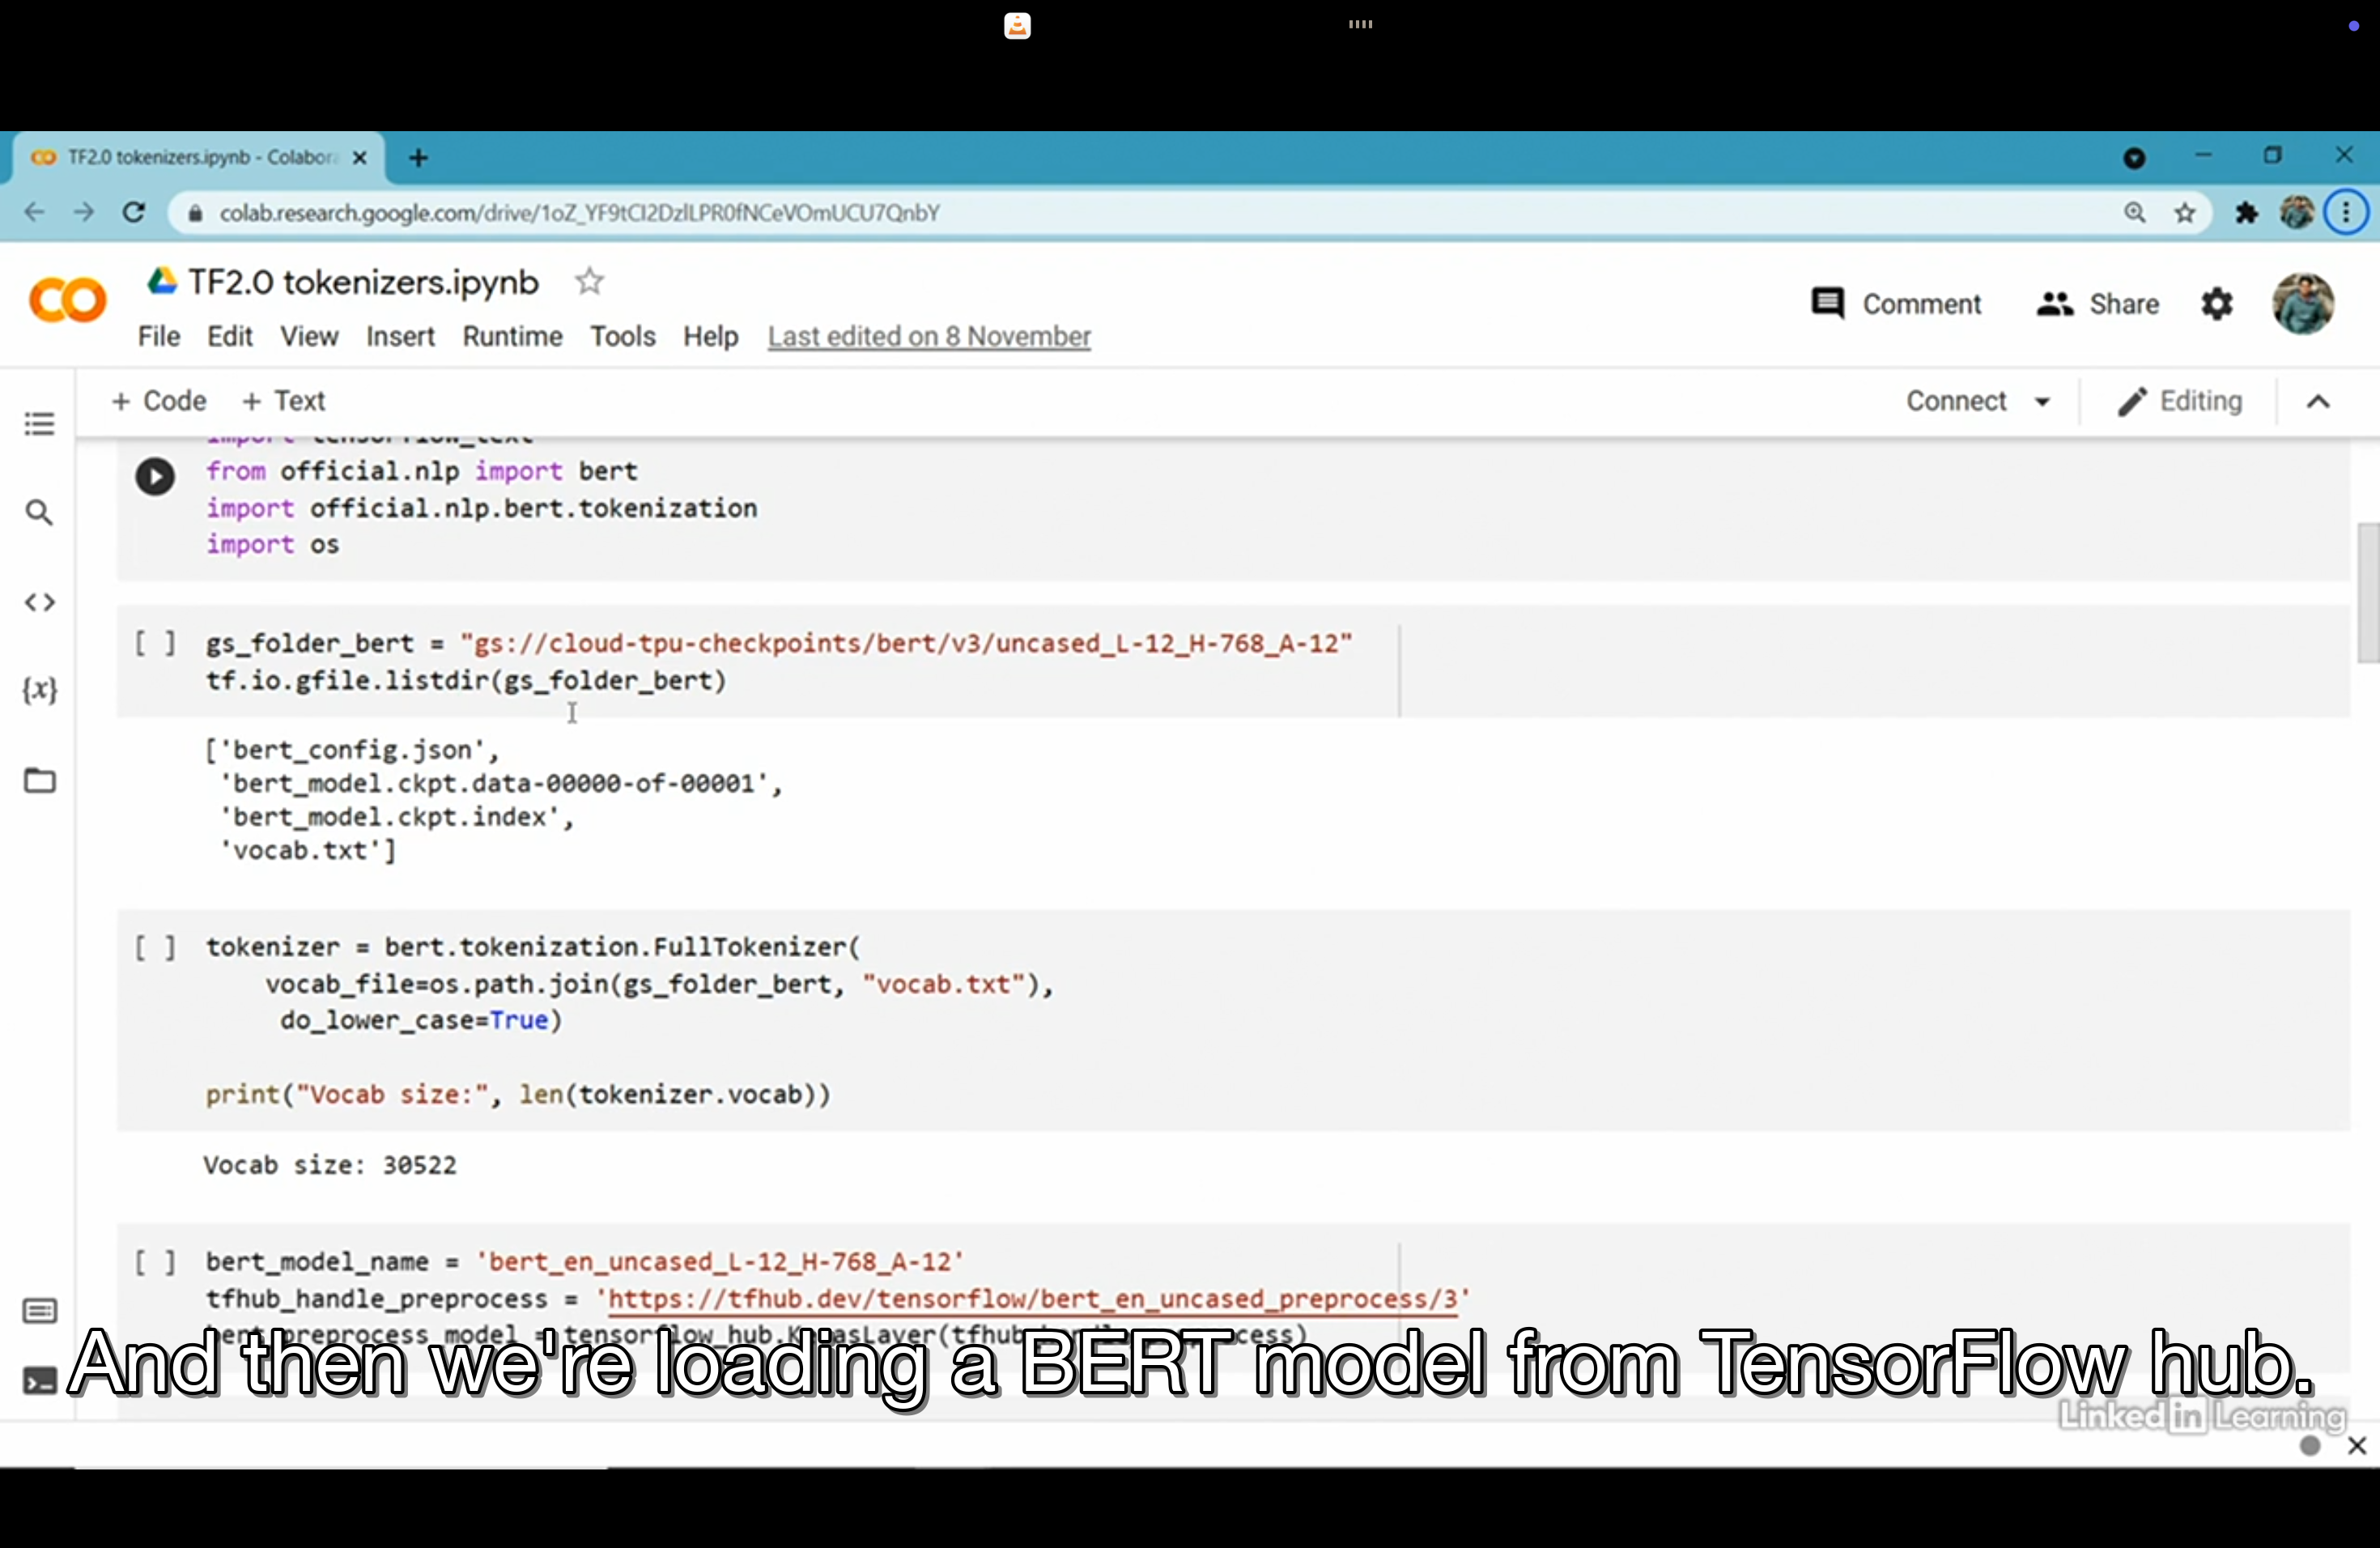 TF2.0 tokenizers.ipynb - Colabora
colab.research.google.com/drive/1oZ_YF9tCI2DzlLPR0fNCeVOmUCU7QnbY
TF2.0 tokenizers.ipynb
Comment Share
File Edit View Insert Runtime Tools Help Last edited on 8 November
+ Code + Text Connect Editing
import tensorflow_text
from official.nlp import bert
import official.nlp.bert.tokenization
import os
[ ] gs_folder_bert = "gs://cloud-tpu-checkpoints/bert/v3/uncased_L-12_H-768_A-12"
tf.io.gfile.listdir(gs_folder_bert)
['bert_config.json',
'bert_model.ckpt.data-00000-of-00001',
'bert_model.ckpt.index',
'vocab.txt']
[ ] tokenizer = bert.tokenization.FullTokenizer(
vocab_file=os.path.join(gs_folder_bert, "vocab.txt"),
do_lower_case=True)
print("Vocab size:", len(tokenizer.vocab))
Vocab size: 30522
[ ] bert_model_name = 'bert_en_uncased_L-12_H-768_A-12'
tfhub_handle_preprocess = 'https://tfhub.dev/tensorflow/bert_en_uncased_preprocess/3'
And then we're loading a BERT model from TensorFlow hub.
Linked in Learning